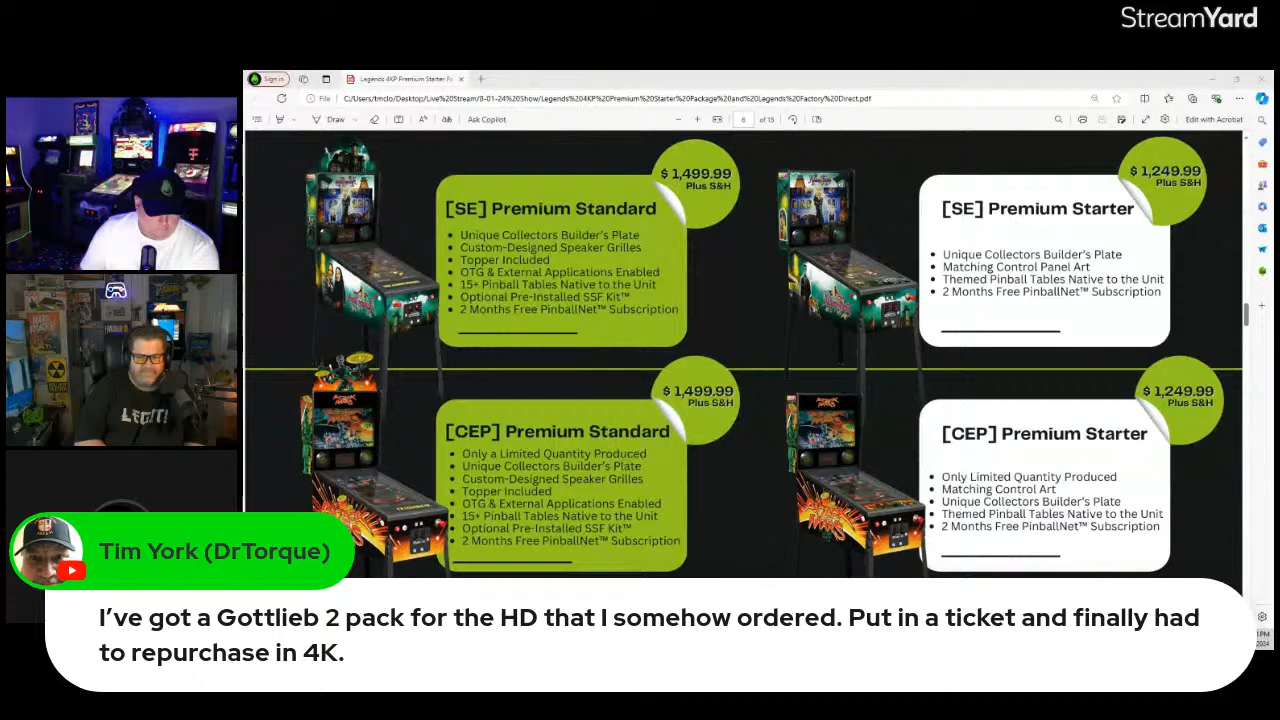 StreamYard
Sign in
Legends 4KP Premium Starter Pa
File
C:/Users/tmclo/Desktop/Live%20Stream/8-01-24%20Show/Legends%204KP%20Premium%20Starter%20Package%20and%20Legends%20Factory%20Direct.pdf
Draw
Ask Copilot
6 of 15
Edit with Acrobat
$ 1,499.99
Plus S&H
[SE] Premium Standard
• Unique Collectors Builder's Plate
• Custom-Designed Speaker Grilles
• Topper Included
• OTG & External Applications Enabled
• 15+ Pinball Tables Native to the Unit
• Optional Pre-Installed SSF Kit™
• 2 Months Free PinballNet™ Subscription
$ 1,249.99
Plus S&H
[SE] Premium Starter
• Unique Collectors Builder's Plate
• Matching Control Panel Art
• Themed Pinball Tables Native to the Unit
• 2 Months Free PinballNet™ Subscription
$ 1,499.99
Plus S&H
[CEP] Premium Standard
• Only a Limited Quantity Produced
• Unique Collectors Builder's Plate
• Custom-Designed Speaker Grilles
• Topper Included
• OTG & External Applications Enabled
• 15+ Pinball Tables Native to the Unit
• Optional Pre-Installed SSF Kit™
• 2 Months Free PinballNet™ Subscription
$ 1,249.99
Plus S&H
[CEP] Premium Starter
• Only Limited Quantity Produced
• Matching Control Art
• Unique Collectors Builder's Plate
• Themed Pinball Tables Native to the Unit
• 2 Months Free PinballNet™ Subscription
MARS
ATTACKS
LEGIT!
Tim York (DrTorque)
I've got a Gottlieb 2 pack for the HD that I somehow ordered. Put in a ticket and finally had
to repurchase in 4K.